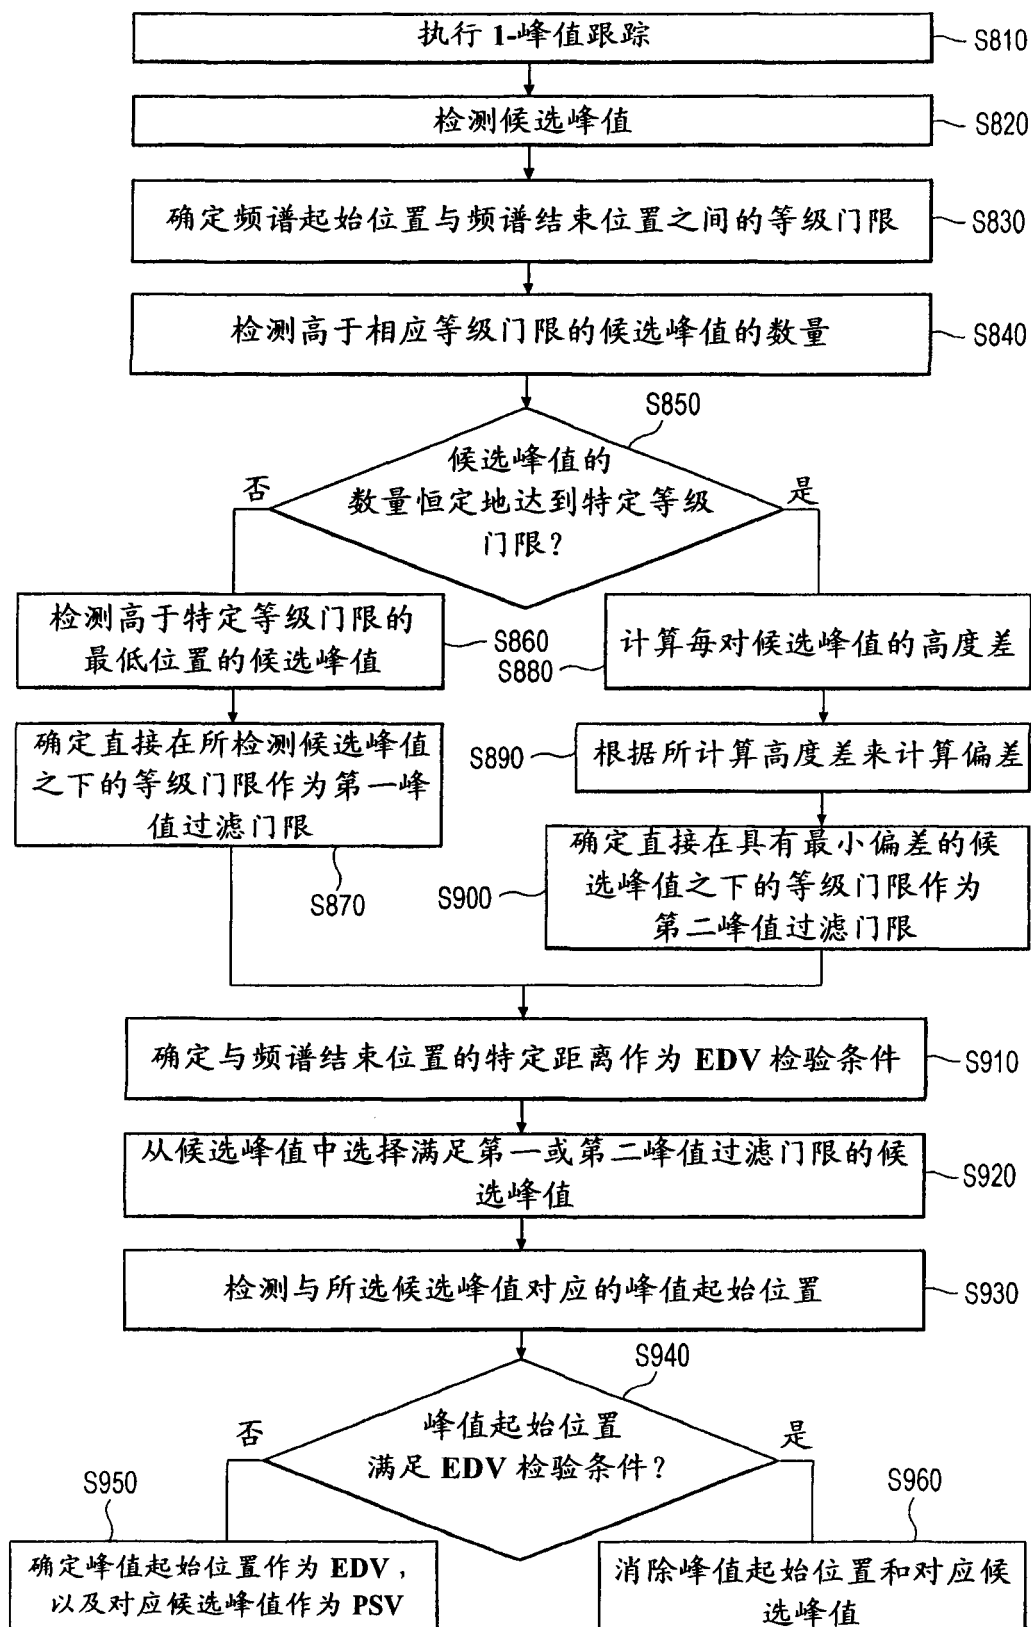 执行 1-峰值跟踪
S810
检测候选峰值
S820
确定频谱起始位置与频谱结束位置之间的等级门限
S830
检测高于相应等级门限的候选峰值的数量
S840
S850
候选峰值的
数量恒定地达到特定等级
门限？
否
是
检测高于特定等级门限的
最低位置的候选峰值
S860
S880
计算每对候选峰值的高度差
确定直接在所检测候选峰值
之下的等级门限作为第一峰
值过滤门限
S870
S890
根据所计算高度差来计算偏差
S900
确定直接在具有最小偏差的候
选峰值之下的等级门限作为
第二峰值过滤门限
确定与频谱结束位置的特定距离作为 EDV 检验条件
S910
从候选峰值中选择满足第一或第二峰值过滤门限的候
选峰值
S920
检测与所选候选峰值对应的峰值起始位置
S930
S940
峰值起始位置
满足 EDV 检验条件？
否
是
S950
确定峰值起始位置作为 EDV，
以及对应候选峰值作为 PSV
S960
消除峰值起始位置和对应候
选峰值